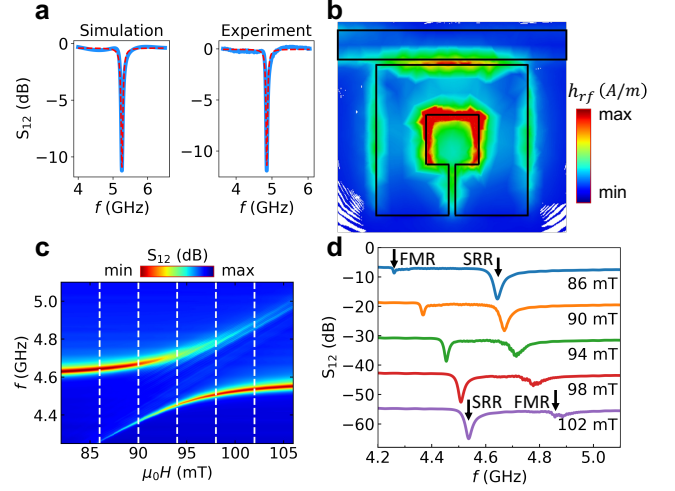 a
Simulation
Experiment
0
−5
−10
S₁₂ (dB)
4
5
6
f (GHz)
0
−5
−10
4
5
6
f (GHz)
b
h_rf (A/m)
max
min
c
S₁₂ (dB)
min
max
5.0
4.8
4.6
4.4
f (GHz)
85
90
95
100
105
μ₀H (mT)
d
0
−10
−20
−30
−40
−50
−60
S₁₂ (dB)
FMR
SRR
86 mT
90 mT
94 mT
98 mT
SRR
FMR
102 mT
4.2
4.4
4.6
4.8
5.0
f (GHz)